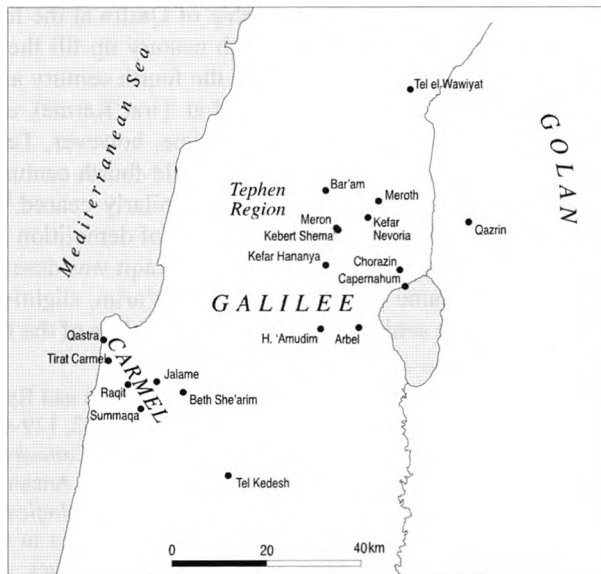 Mediterranean Sea
Tel el Wawiyat
GOLAN
Tephen
Region
Bar'am
Meroth
Meron
Kebert Shema
Kefar
Nevoria
Qazrin
Kefar Hananya
Chorazin
Capernahum
GALILEE
H. 'Amudim
Arbel
Qastra
Tirat Carmel
CARMEL
Raqit
Jalame
Beth She'arim
Summaqa
Tel Kedesh
0 20 40km